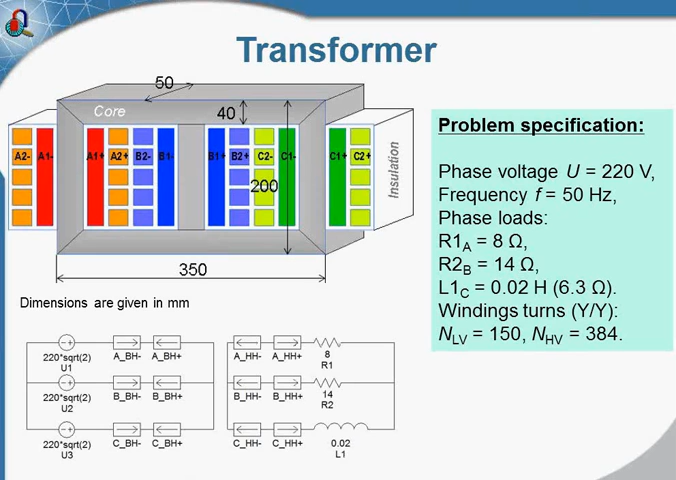 Transformer
50
Core
40
A2- A1- A1+ A2+ B2- B1- B1+ B2+ C2- C1- C1+ C2+
200
Insulation
350
Dimensions are given in mm
Problem specification:
Phase voltage U = 220 V,
Frequency f = 50 Hz,
Phase loads:
R1A = 8 Ω,
R2B = 14 Ω,
L1C = 0.02 H (6.3 Ω).
Windings turns (Y/Y):
NLV = 150, NHV = 384.
220*sqrt(2) A_BH- A_BH+ A_HH- A_HH+ 8
U1 R1
220*sqrt(2) B_BH- B_BH+ B_HH- B_HH+ 14
U2 R2
220*sqrt(2) C_BH- C_BH+ C_HH- C_HH+ 0.02
U3 L1